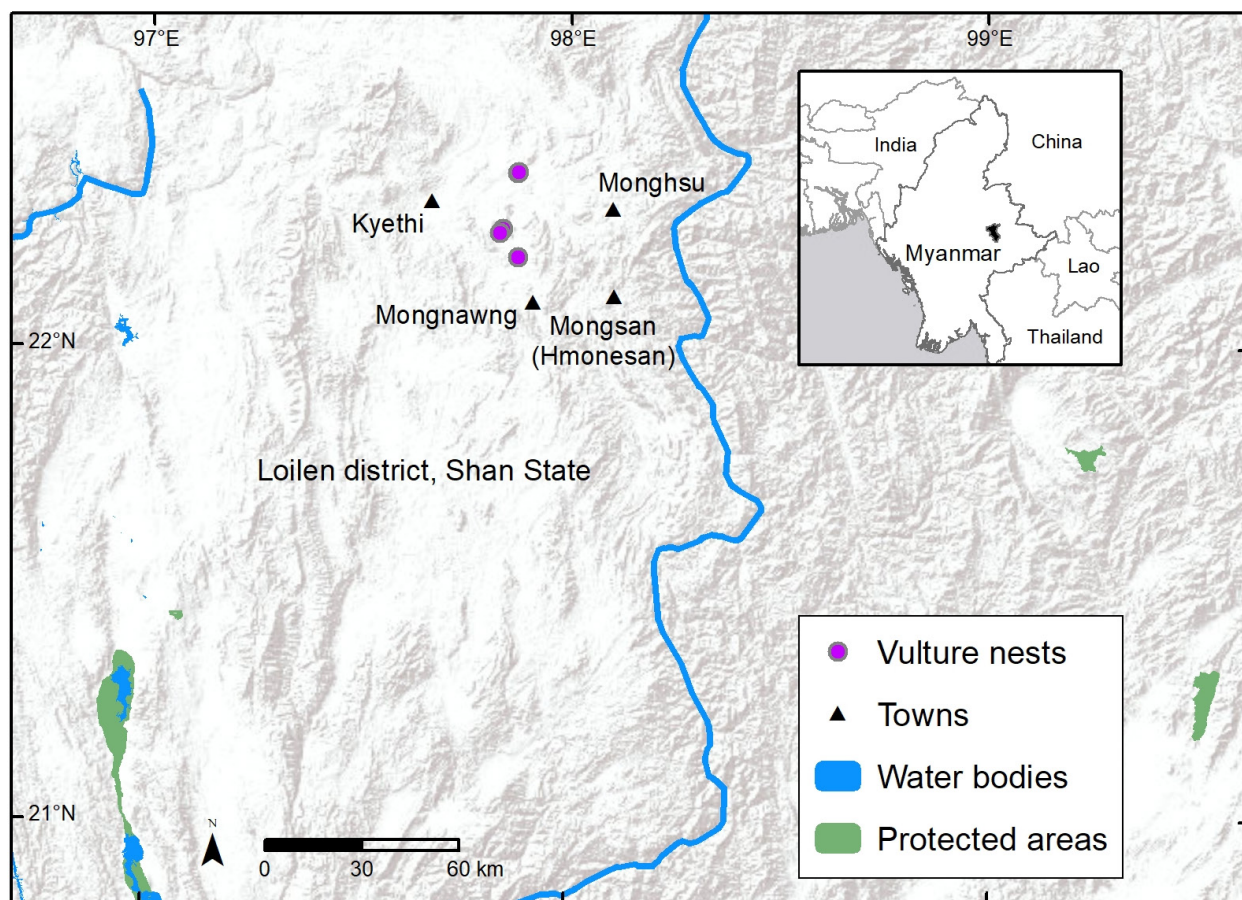 97°E
98°E
99°E
India
China
Monghsu
Kyethi
Myanmar
Lao
Mongnawng
Mongsan
(Hmonesan)
Thailand
22°N
Loilen district, Shan State
Vulture nests
Towns
Water bodies
Protected areas
21°N
N
0 30 60 km